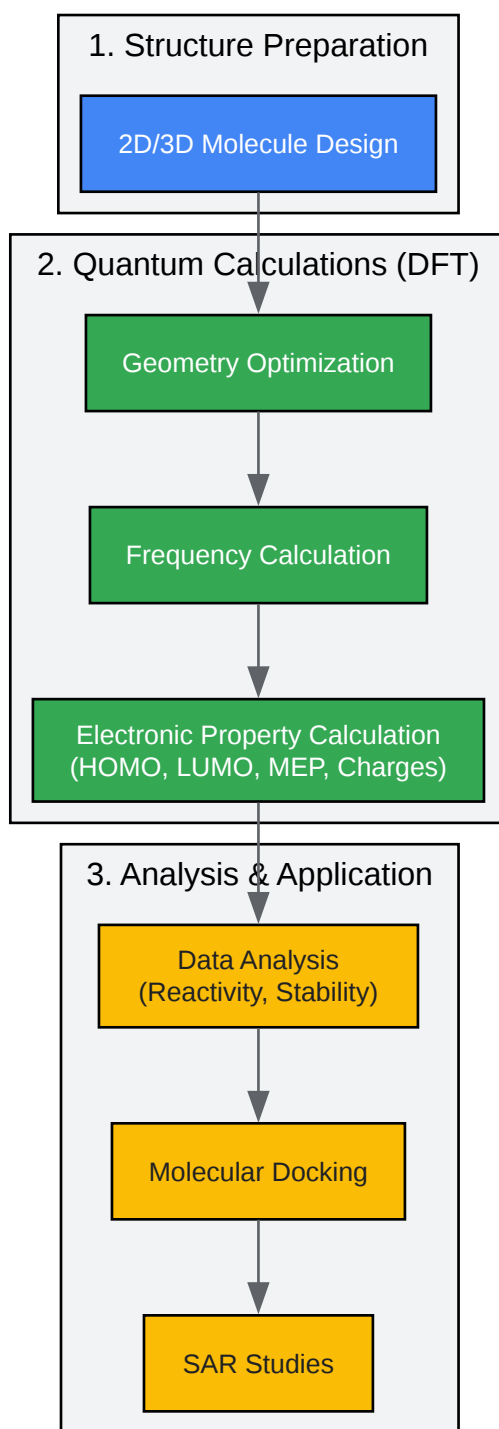 1. Structure Preparation
2D/3D Molecule Design
2. Quantum Calculations (DFT)
Geometry Optimization
Frequency Calculation
Electronic Property Calculation
(HOMO, LUMO, MEP, Charges)
3. Analysis & Application
Data Analysis
(Reactivity, Stability)
Molecular Docking
SAR Studies